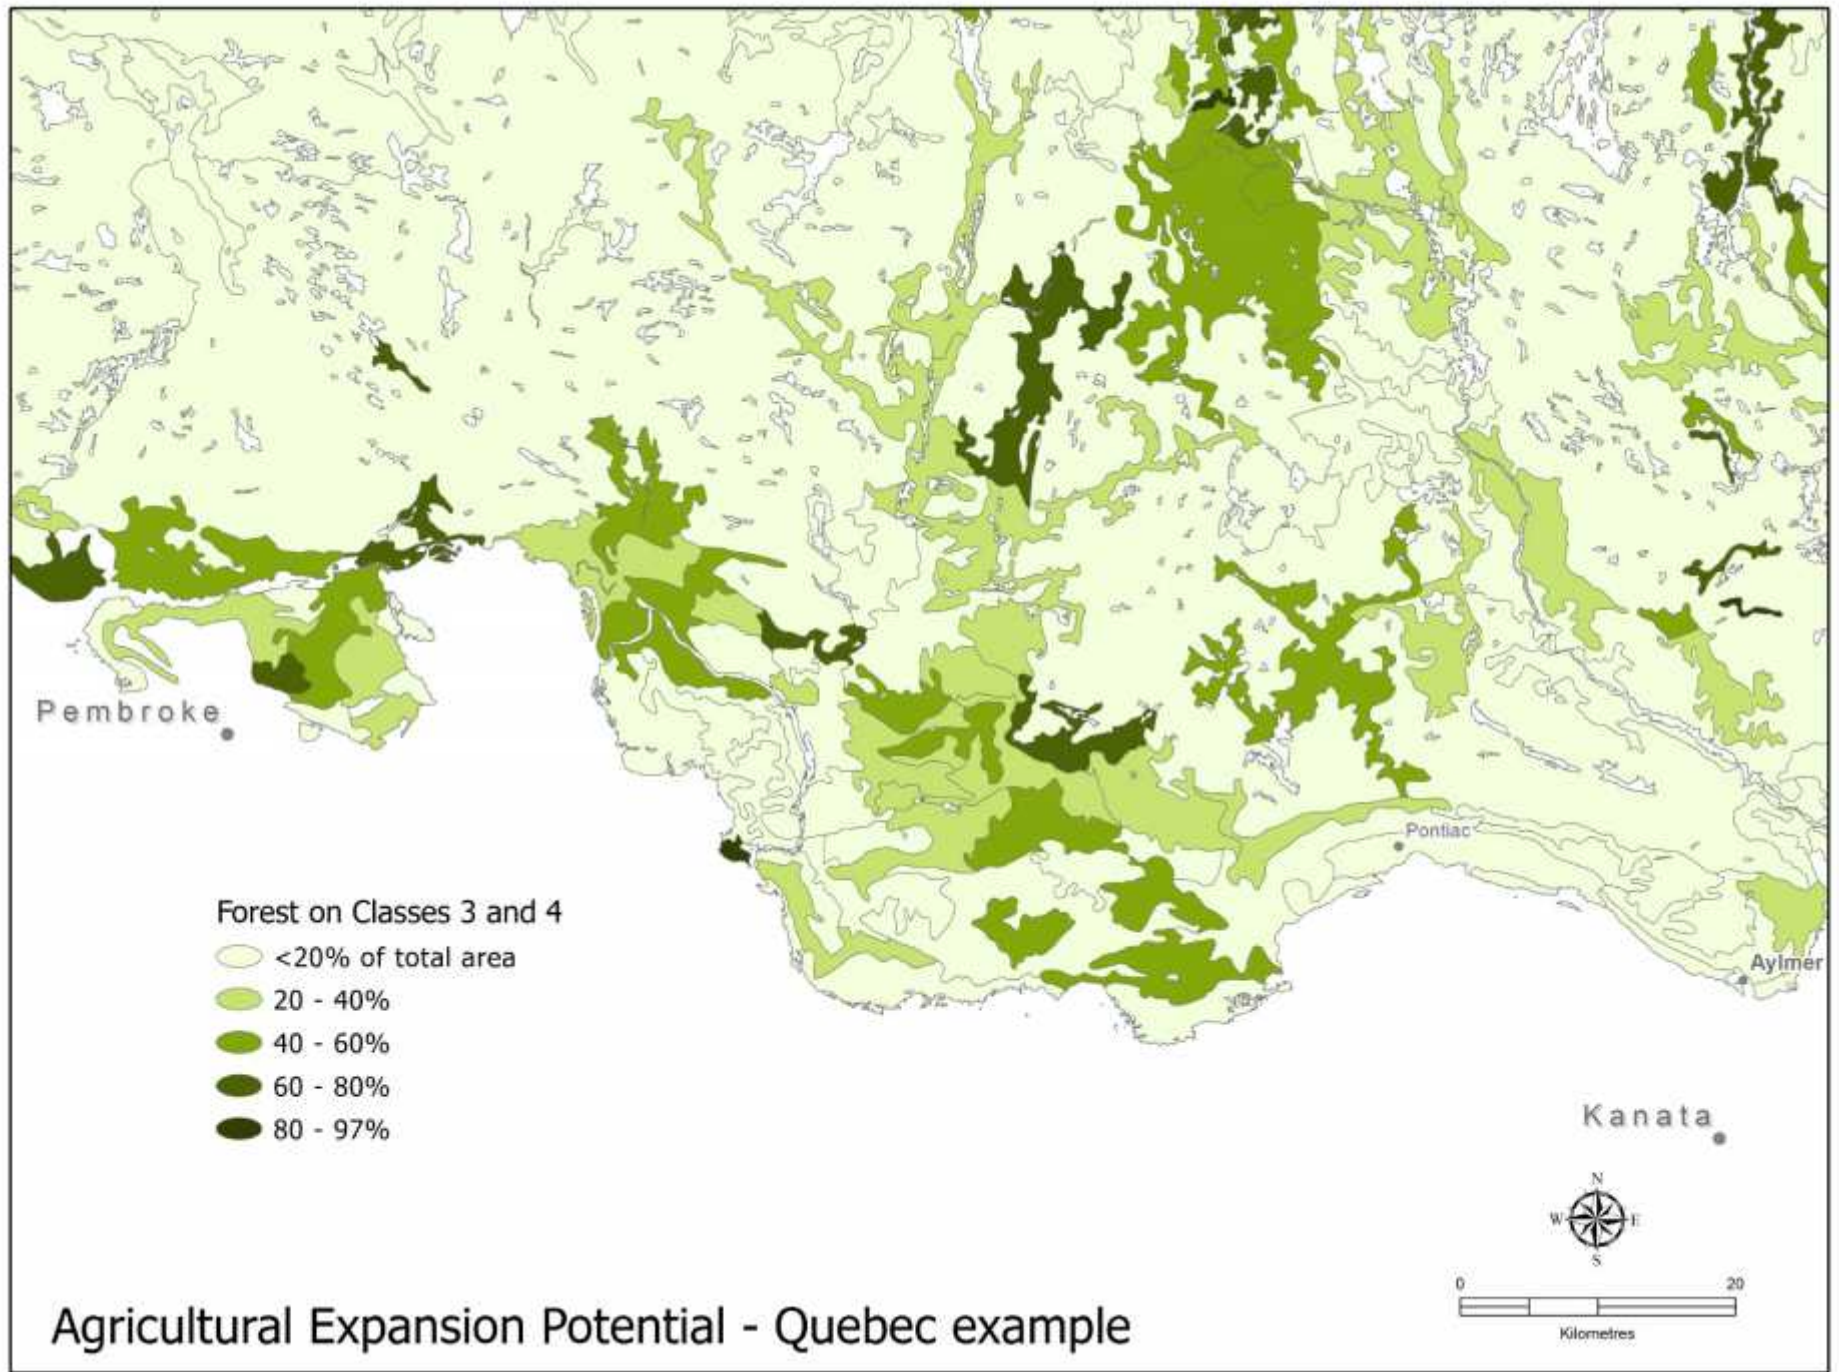 Pembroke
Pontiac
Aylmer
Forest on Classes 3 and 4
<20% of total area
20 - 40%
40 - 60%
60 - 80%
80 - 97%
Kanata
N
W E
S
0 20
Kilometres
Agricultural Expansion Potential - Quebec example